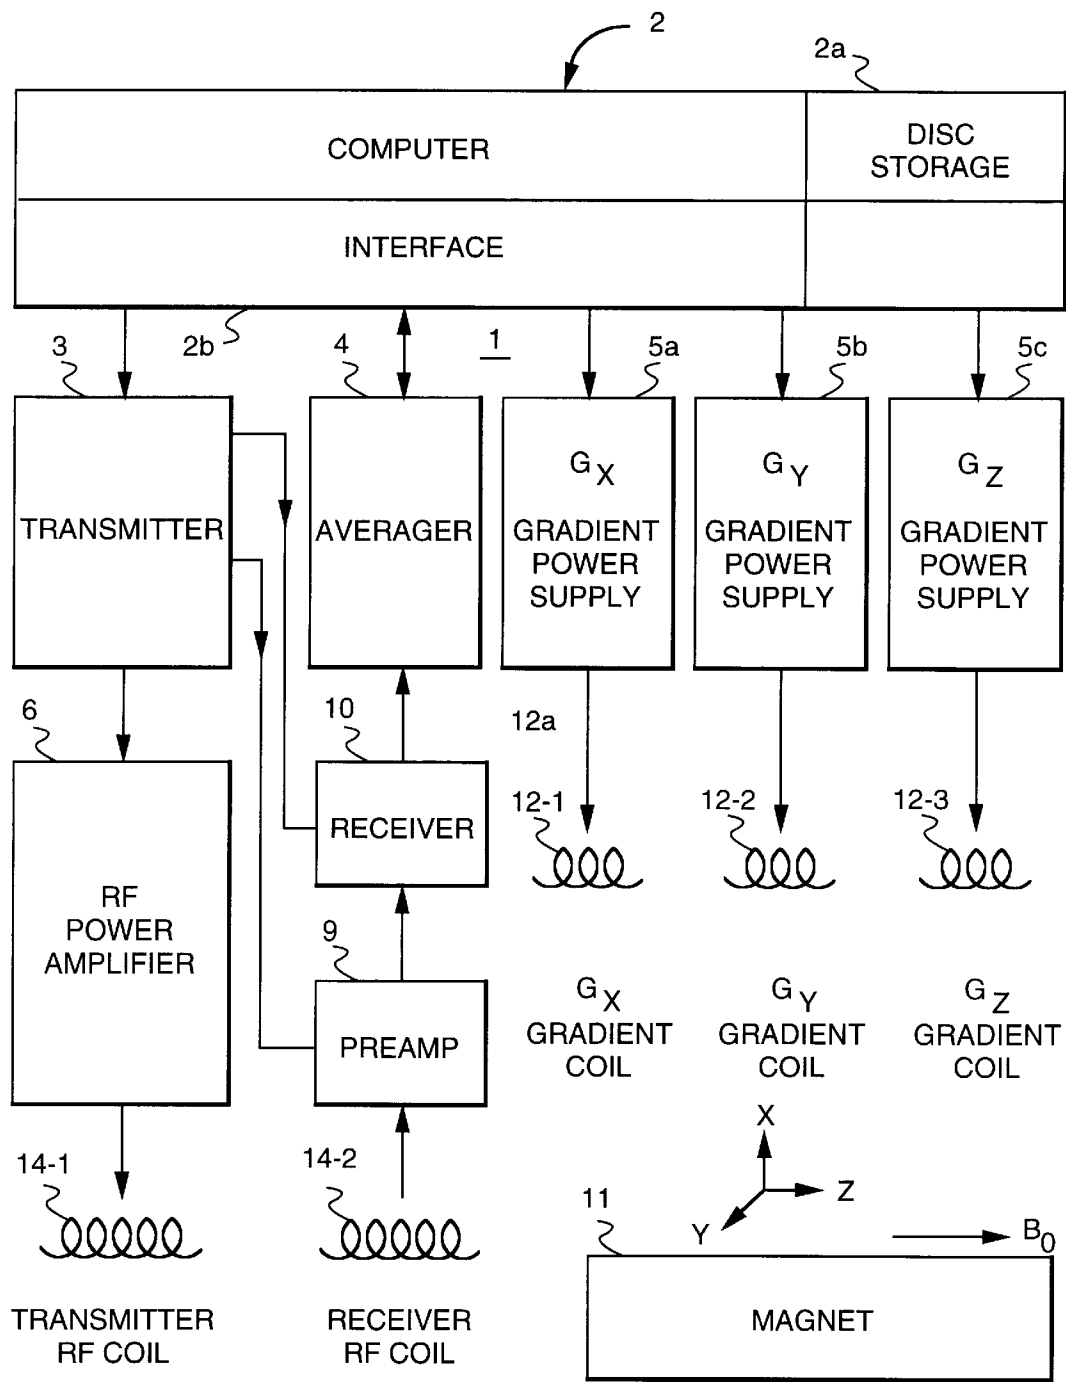 2
2a
COMPUTER
DISC
STORAGE
INTERFACE
3
2b
4
1
5a
5b
5c
TRANSMITTER
AVERAGER
GX
GRADIENT
POWER
SUPPLY
GY
GRADIENT
POWER
SUPPLY
GZ
GRADIENT
POWER
SUPPLY
6
10
12a
12-1
12-2
12-3
RECEIVER
RF
POWER
AMPLIFIER
9
PREAMP
GX
GRADIENT
COIL
GY
GRADIENT
COIL
GZ
GRADIENT
COIL
14-1
14-2
X
Z
Y
11
B0
TRANSMITTER
RF COIL
RECEIVER
RF COIL
MAGNET